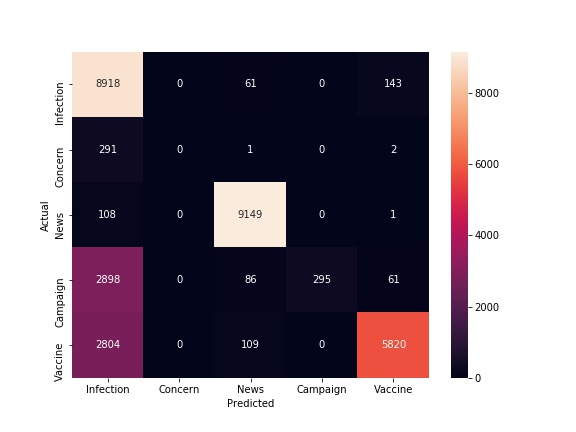 Infection 8918 0 61 0 143
Concern 291 0 1 0 2
News 108 0 9149 0 1
Campaign 2898 0 86 295 61
Vaccine 2804 0 109 0 5820
Actual
Infection Concern News Campaign Vaccine
Predicted
8000
6000
4000
2000
0